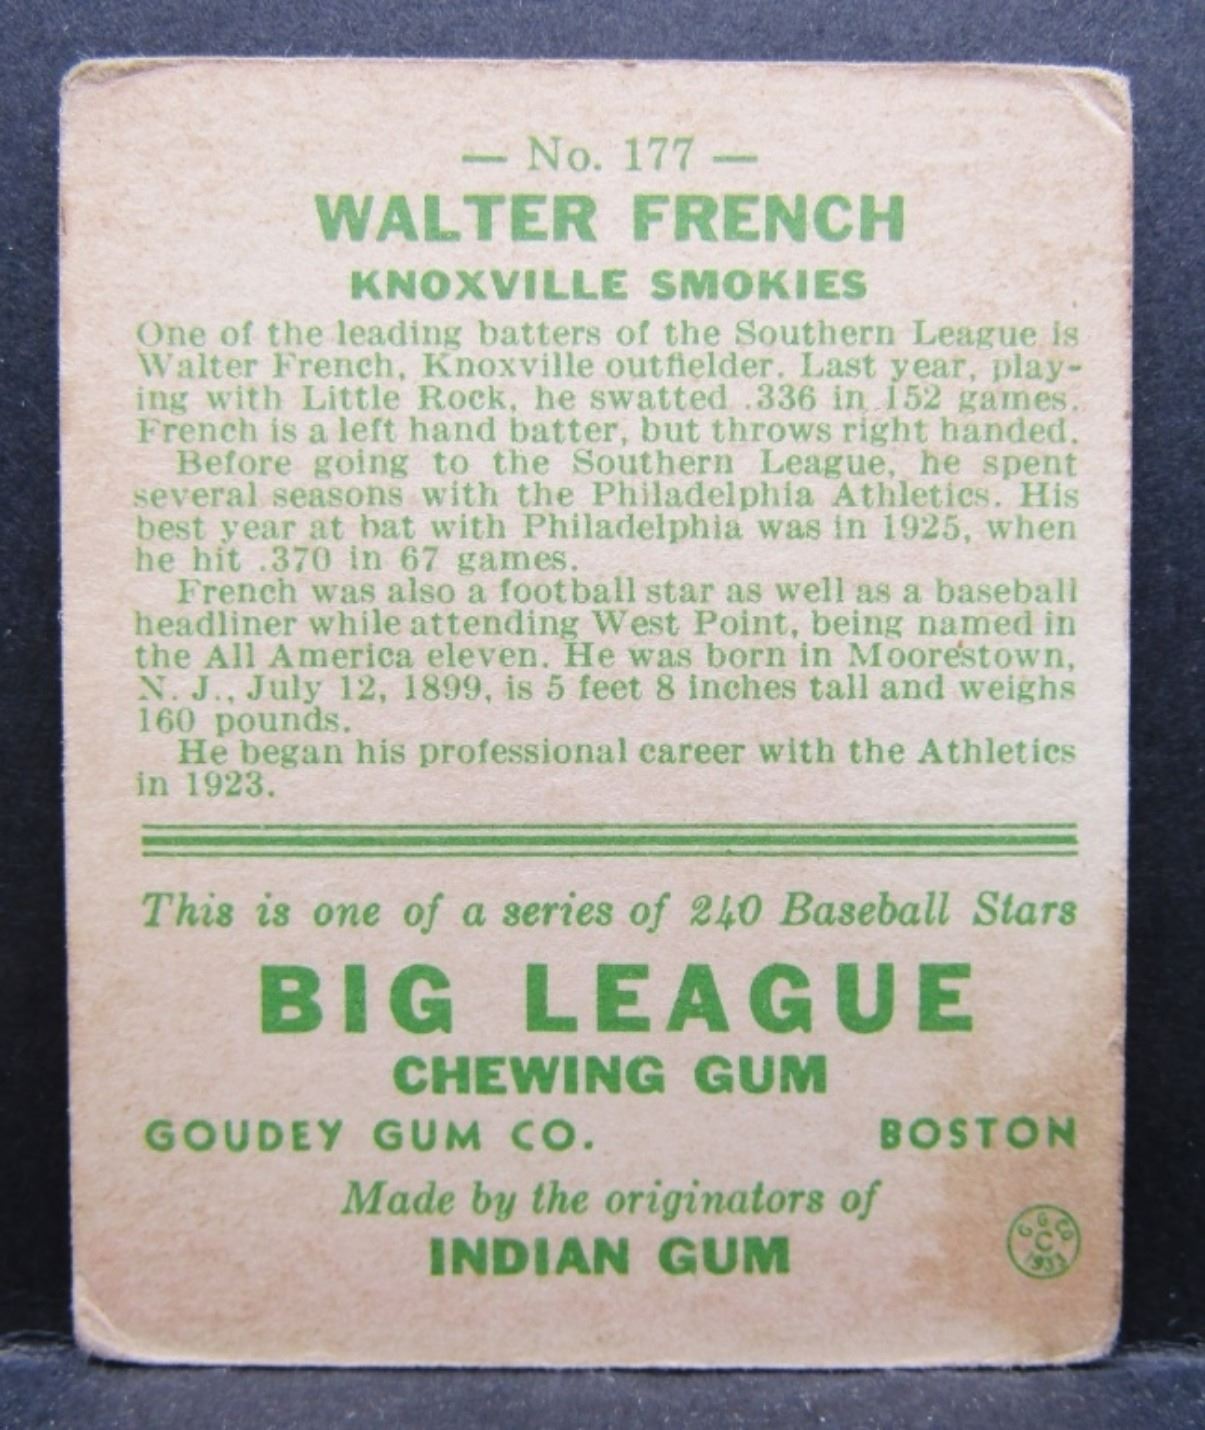 — No. 177 —
WALTER FRENCH
KNOXVILLE SMOKIES
One of the leading batters of the Southern League is
Walter French, Knoxville outfielder. Last year, play-
ing with Little Rock, he swatted .336 in 152 games.
French is a left hand batter, but throws right handed.
Before going to the Southern League, he spent
several seasons with the Philadelphia Athletics. His
best year at bat with Philadelphia was in 1925, when
he hit .370 in 67 games.
French was also a football star as well as a baseball
headliner while attending West Point, being named in
the All America eleven. He was born in Moorestown,
N. J., July 12, 1899, is 5 feet 8 inches tall and weighs
160 pounds.
He began his professional career with the Athletics
in 1923.
This is one of a series of 240 Baseball Stars
BIG LEAGUE
CHEWING GUM
GOUDEY GUM CO. BOSTON
Made by the originators of
INDIAN GUM
G. G. CO.
C
1933